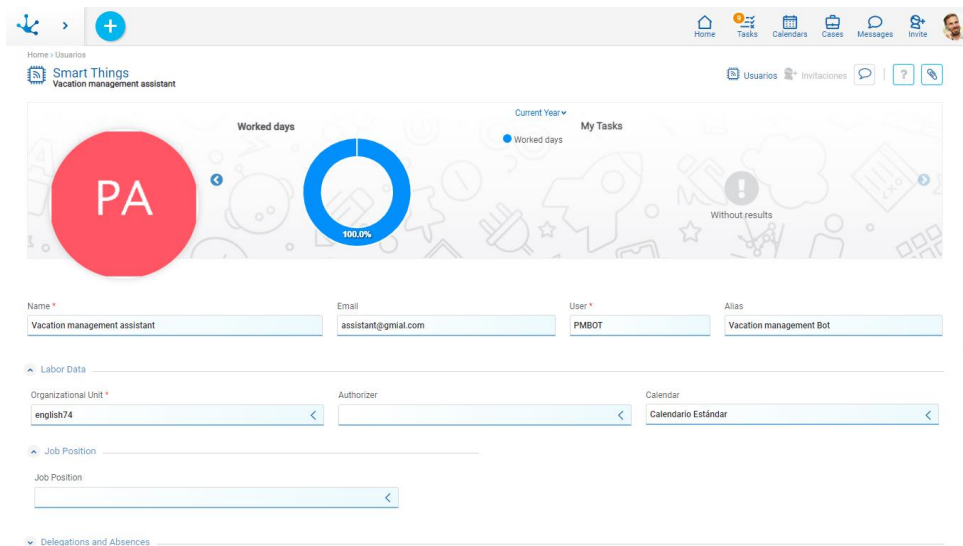 9
Home Tasks Calendars Cases Messages Invite
Home › Usuarios
Smart Things
Vacation management assistant
Usuarios Invitaciones ?
Current Year
Worked days
Worked days
My Tasks
PA
100.0%
Without results
Name * Email User * Alias
Vacation management assistant assistant@gmial.com PMBOT Vacation management Bot
Labor Data
Organizational Unit * Authorizer Calendar
english74 Calendario Estándar
Job Position
Job Position
Delegations and Absences